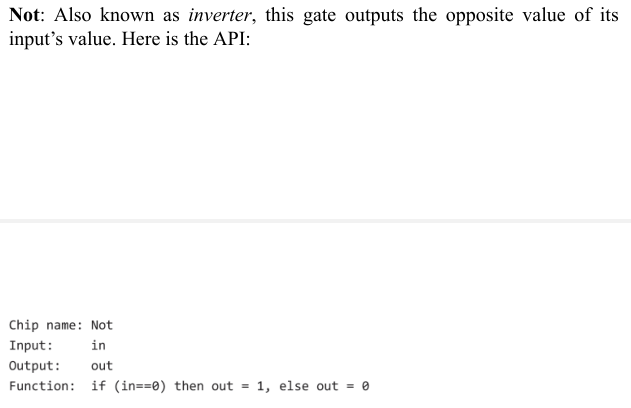 Not: Also known as inverter, this gate outputs the opposite value of its
input’s value. Here is the API:
Chip name: Not
Input: in
Output: out
Function: if (in==0) then out = 1, else out = 0